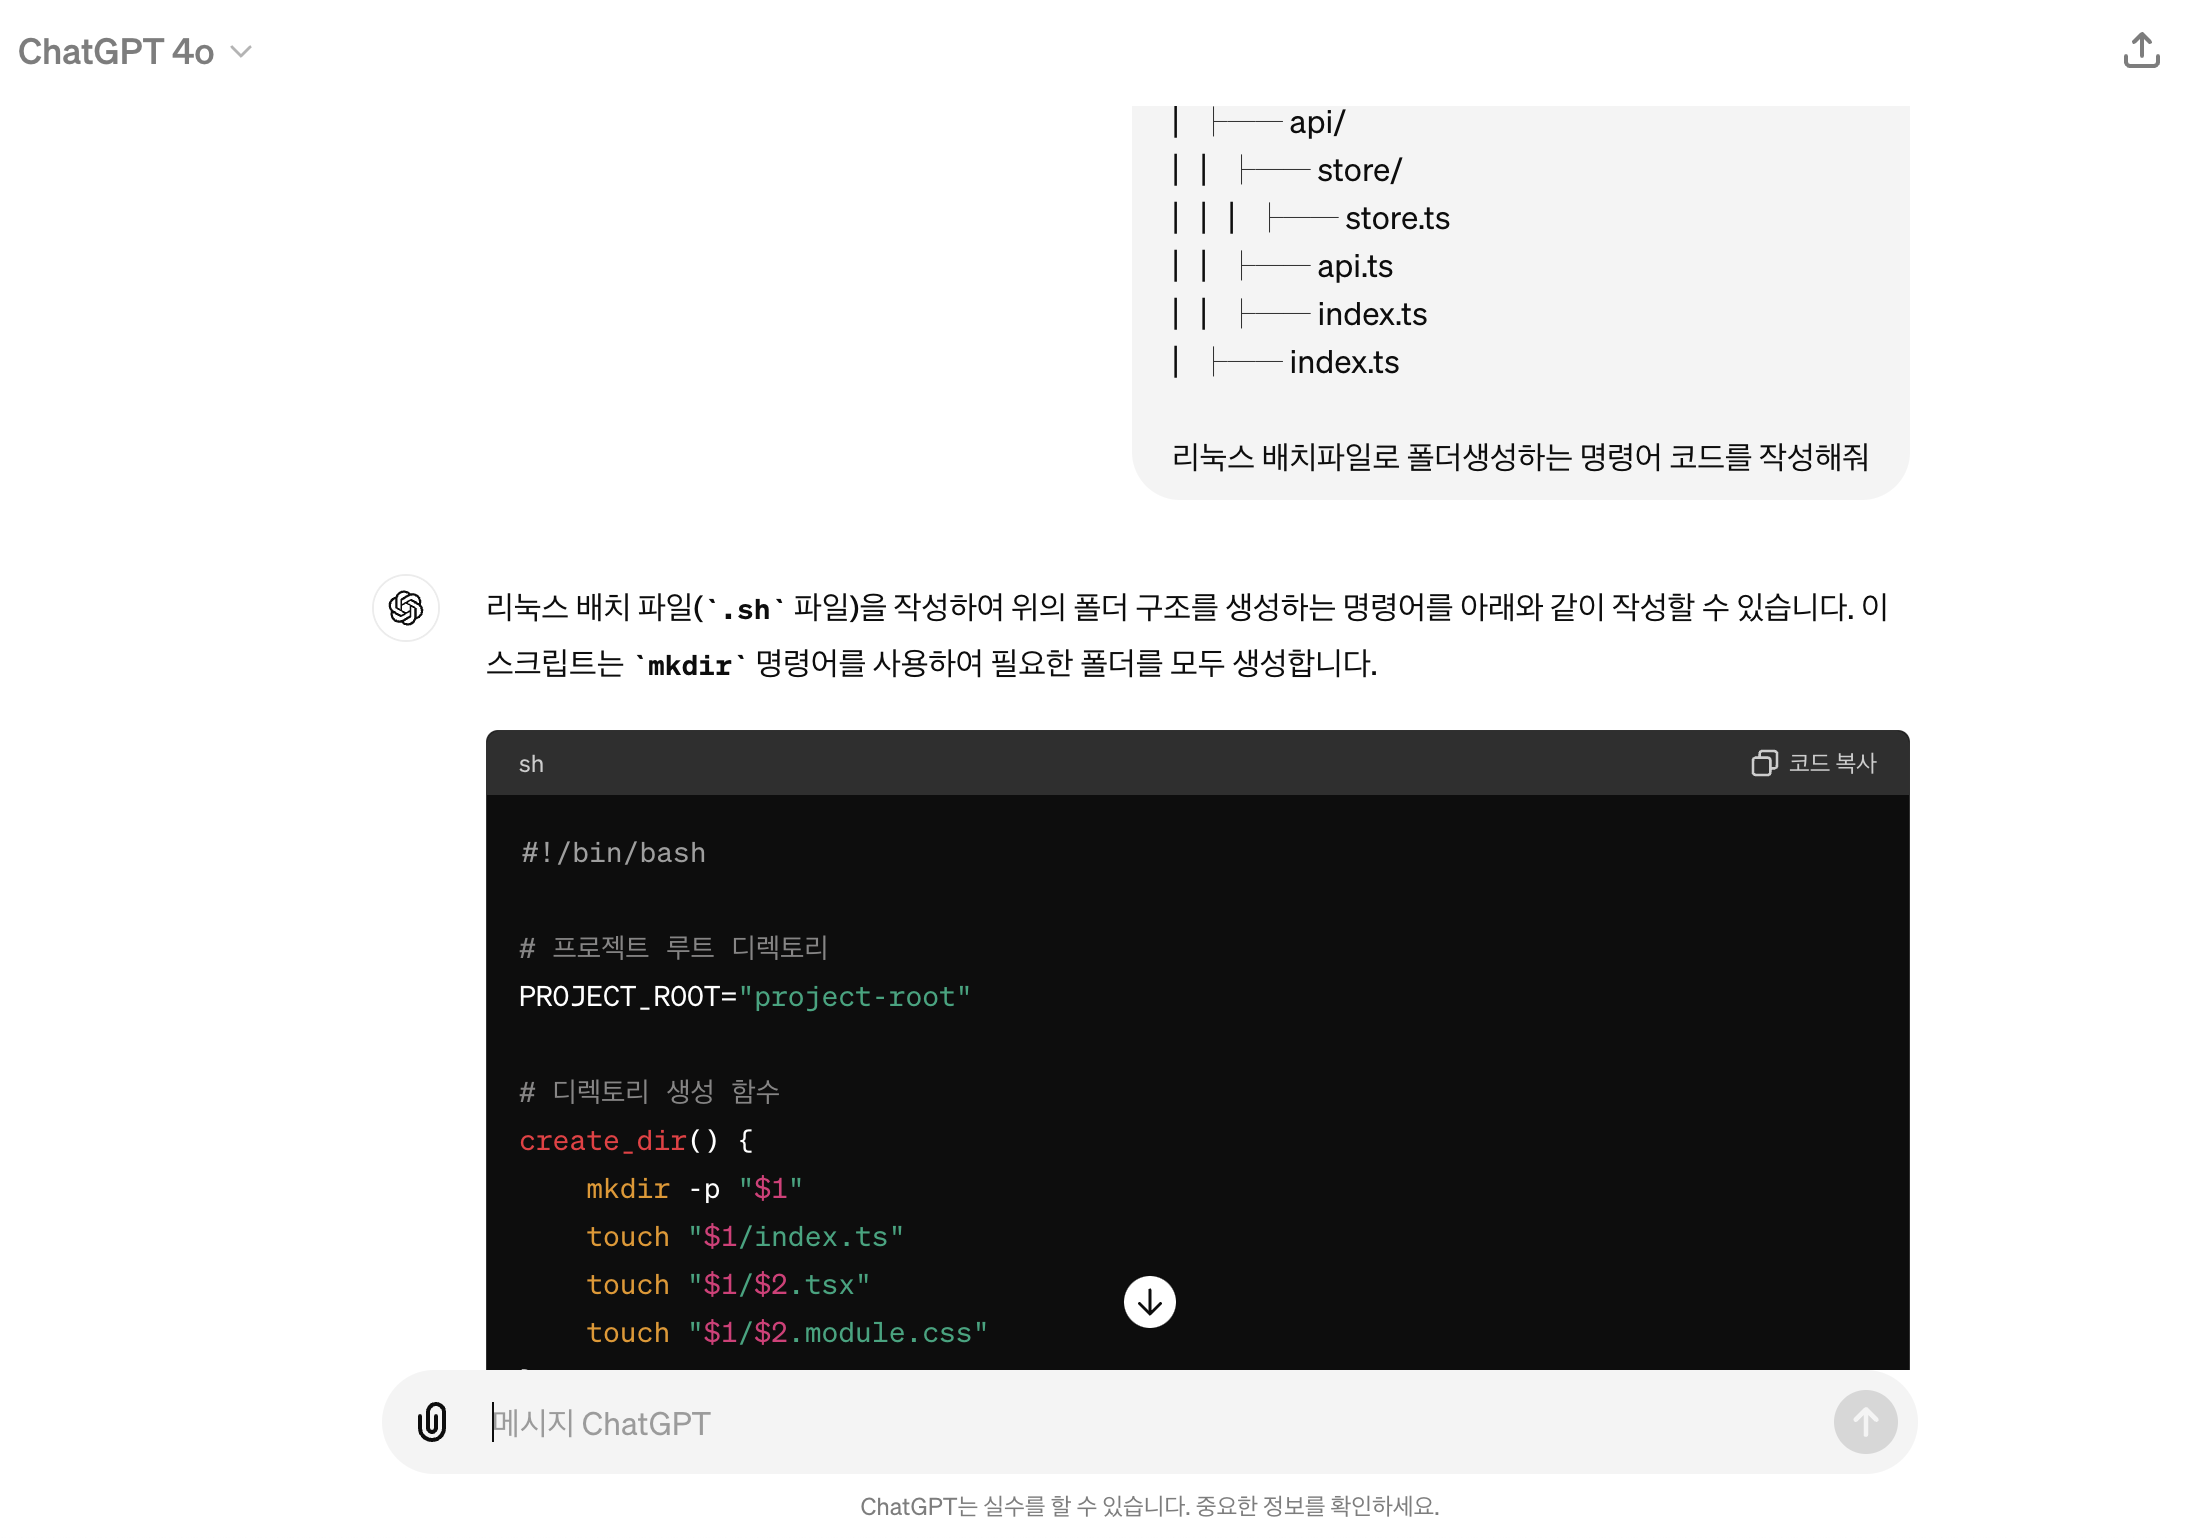 ChatGPT 4o
│ ├── api/
│ │ ├── store/
│ │ │ ├── store.ts
│ │ ├── api.ts
│ │ ├── index.ts
│ ├── index.ts
리눅스 배치파일로 폴더생성하는 명령어 코드를 작성해줘
리눅스 배치 파일(`.sh` 파일)을 작성하여 위의 폴더 구조를 생성하는 명령어를 아래와 같이 작성할 수 있습니다. 이
스크립트는 `mkdir` 명령어를 사용하여 필요한 폴더를 모두 생성합니다.
sh
코드 복사
#!/bin/bash
# 프로젝트 루트 디렉토리
PROJECT_ROOT="project-root"
# 디렉토리 생성 함수
create_dir() {
    mkdir -p "$1"
    touch "$1/index.ts"
    touch "$1/$2.tsx"
    touch "$1/$2.module.css"
메시지 ChatGPT
ChatGPT는 실수를 할 수 있습니다. 중요한 정보를 확인하세요.